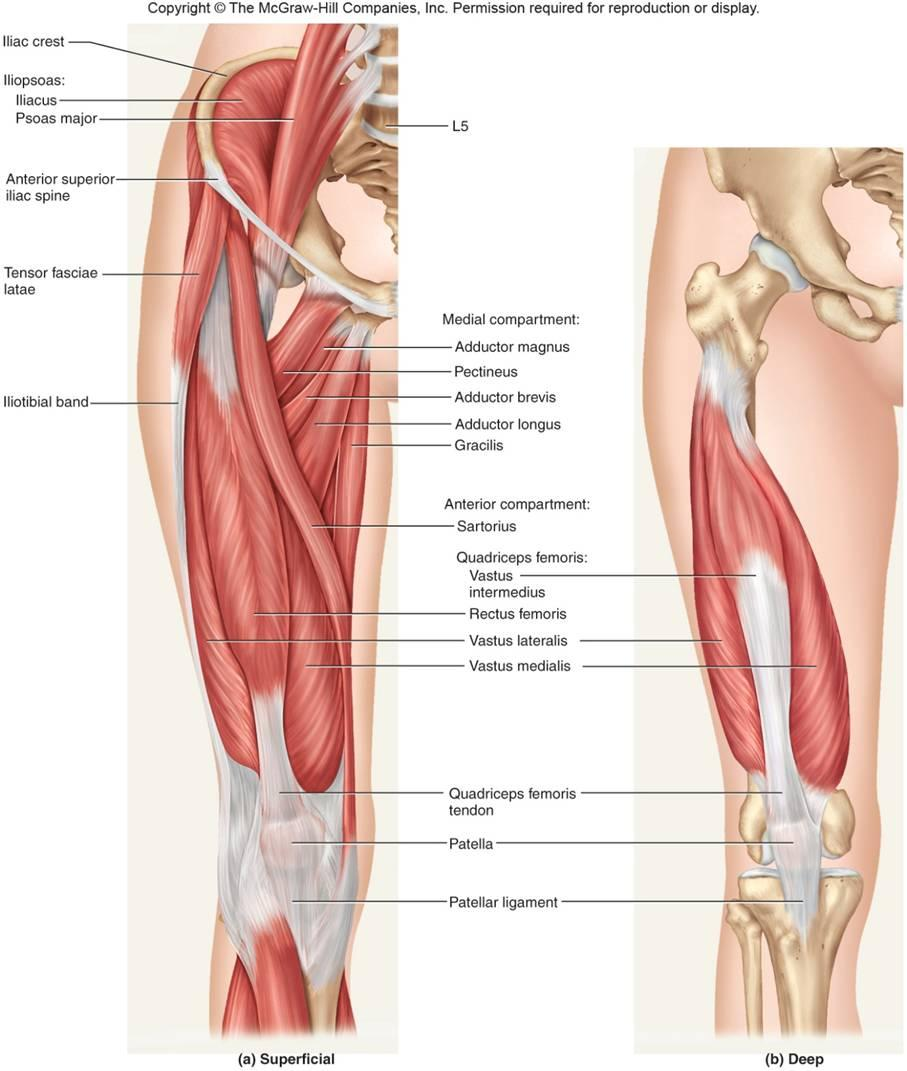 Copyright © The McGraw-Hill Companies, Inc. Permission required for reproduction or display.
Iliac crest
Iliopsoas:
Iliacus
Psoas major
Anterior superior
iliac spine
Tensor fasciae
latae
Iliotibial band
L5
Medial compartment:
Adductor magnus
Pectineus
Adductor brevis
Adductor longus
Gracilis
Anterior compartment:
Sartorius
Quadriceps femoris:
Vastus
intermedius
Rectus femoris
Vastus lateralis
Vastus medialis
Quadriceps femoris
tendon
Patella
Patellar ligament
(a) Superficial
(b) Deep